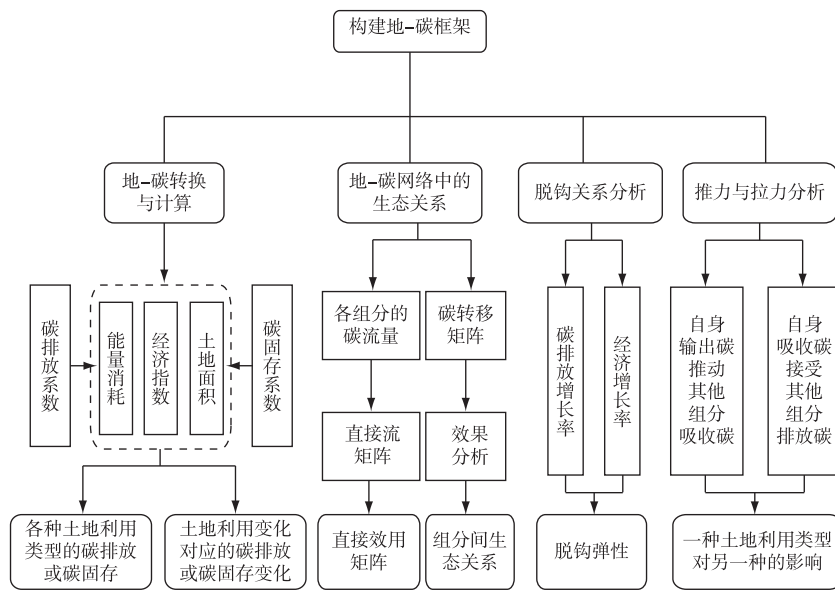 构建地–碳框架
地–碳转换
与计算
地–碳网络中的
生态关系
脱钩关系分析
推力与拉力分析
碳排放系数
能量消耗
经济指数
土地面积
碳固存系数
各组分的
碳流量
碳转移
矩阵
碳排放增长率
经济增长率
自身
输出碳
推动
其他
组分
吸收碳
自身
吸收碳
接受
其他
组分
排放碳
直接流
矩阵
效果
分析
各种土地利用
类型的碳排放
或碳固存
土地利用变化
对应的碳排放
或碳固存变化
直接效用
矩阵
组分间生态
关系
脱钩弹性
一种土地利用类型
对另一种的影响